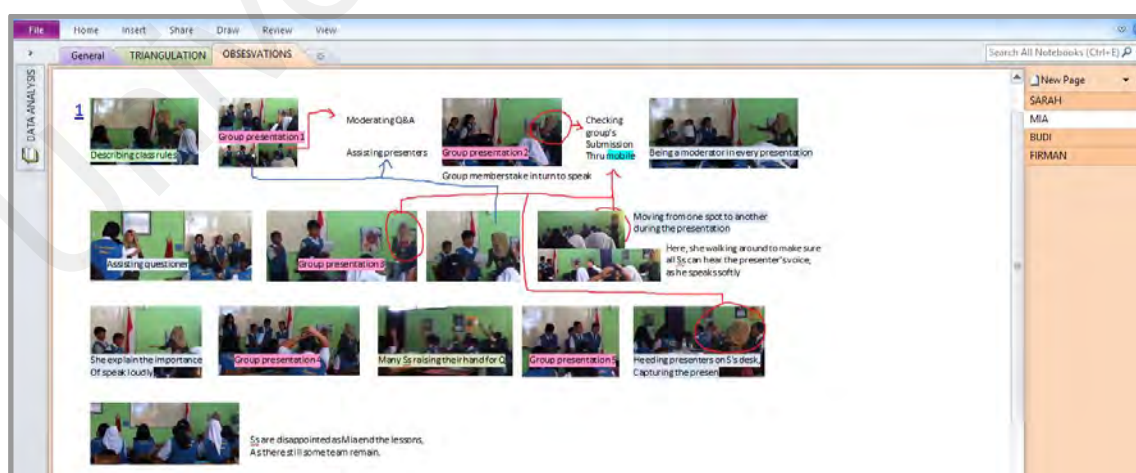 File Home Insert Share Draw Review View
General TRIANGULATION OBSESVATIONS
Search All Notebooks (Ctrl+E)
DATA ANALYSIS
New Page
SARAH
MIA
BUDI
FIRMAN
1
Describing class rules
Group presentation 1
Moderating Q&A
Assisting presenters
Group presentation 2
Group members take in turn to speak
Checking
group's
Submission
Thru mobile
Being a moderator in every presentation
Assisting questioner
Group presentation 3
Moving from one spot to another
during the presentation
Here, she walking around to make sure
all Ss can hear the presenter's voice,
as he speaks softly
She explain the importance
Of speak loudly
Group presentation 4
Many Ss raising their hand for Q
Group presentation 5
Heeding presenters on S's desk,
Capturing the presen
Ss are disappointed as Mia end the lessons,
As there still some team remain.